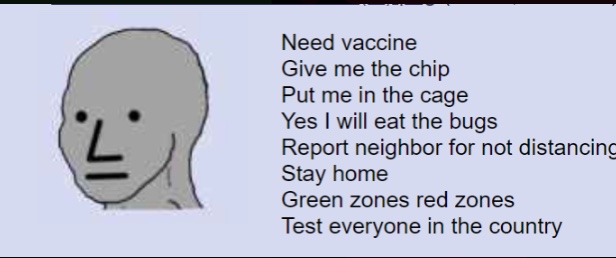 Need vaccine
Give me the chip
Put me in the cage
Yes I will eat the bugs
Report neighbor for not distancing
Stay home
Green zones red zones
Test everyone in the country